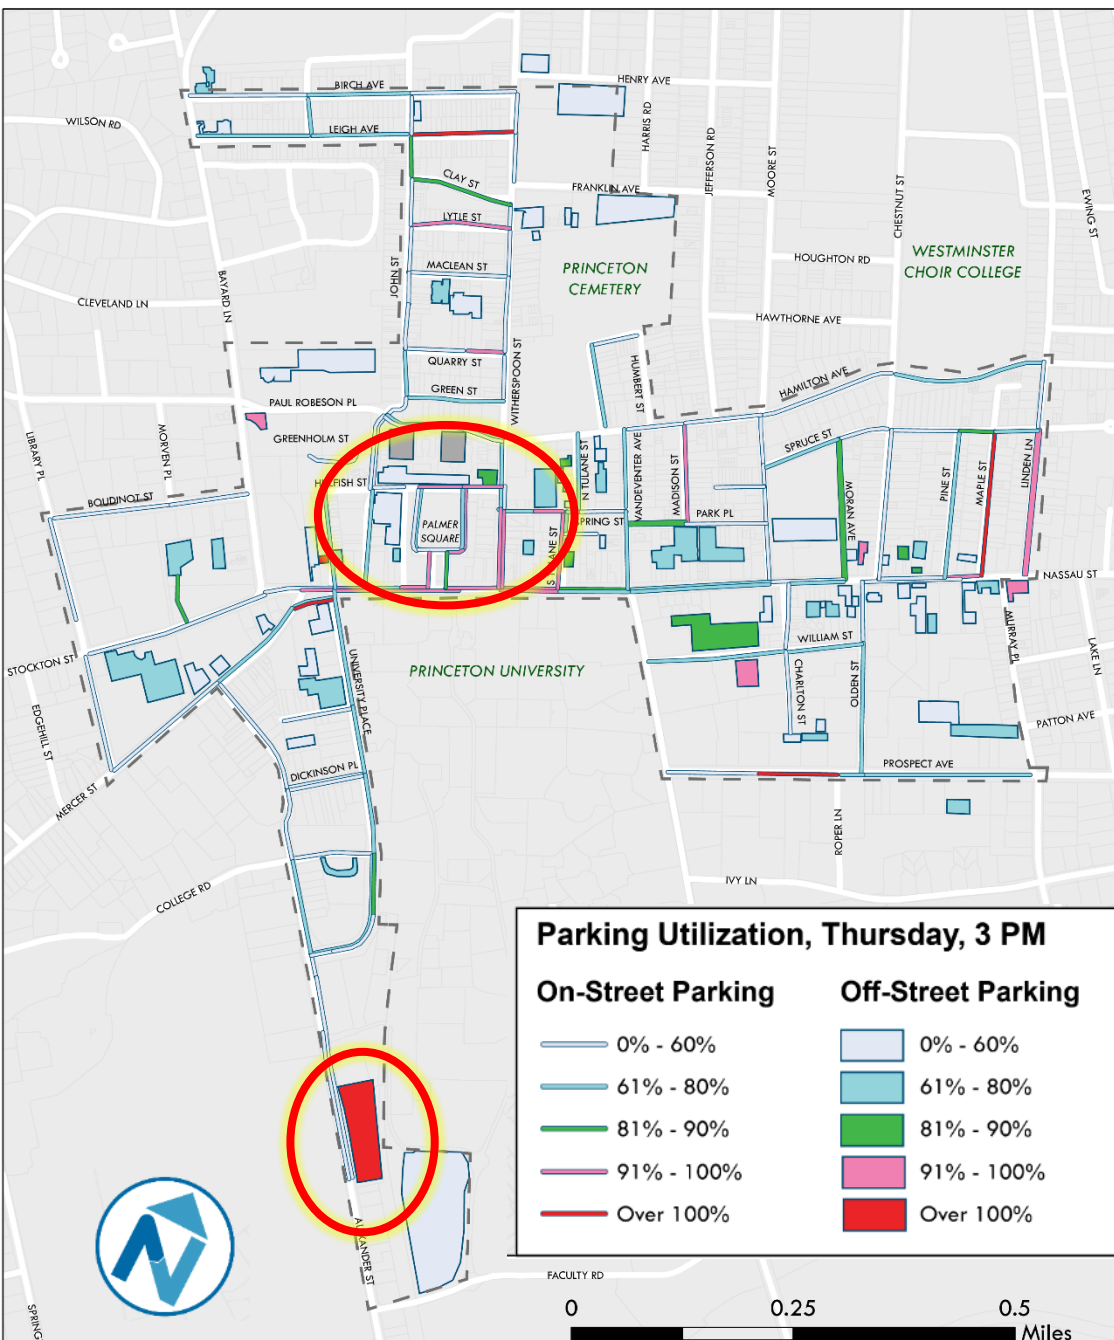 HENRY AVE
BIRCH AVE
WILSON RD
LEIGH AVE
HARRIS RD
JEFFERSON RD
MOORE ST
CLAY ST
FRANKLIN AVE
CHESTNUT ST
EWING ST
LYTLE ST
WESTMINSTER
CHOIR COLLEGE
HOUGHTON RD
PRINCETON
CEMETERY
MACLEAN ST
JOHN ST
BAYARD LN
CLEVELAND LN
HAWTHORNE AVE
WITHERSPOON ST
QUARRY ST
HUMBERT ST
HAMILTON AVE
GREEN ST
PAUL ROBESON PL
GREENHOLM ST
LIBRARY PL
MORVEN PL
SPRUCE ST
VANDEVENTER AVE
MADISON ST
N TULANE ST
LINDEN LN
MAPLE ST
PINE ST
MORAN AVE
BOUDINOT ST
PARK PL
SPRING ST
PALMER
SQUARE
NASSAU ST
MURRAY PL
LAKE LN
WILLIAM ST
STOCKTON ST
PRINCETON UNIVERSITY
UNIVERSITY PLACE
CHARLTON ST
OLDEN ST
EDGEHILL ST
PATTON AVE
DICKINSON PL
PROSPECT AVE
MERCER ST
ROPER LN
COLLEGE RD
IVY LN
Parking Utilization, Thursday, 3 PM
On-Street Parking
0% - 60%
61% - 80%
81% - 90%
91% - 100%
Over 100%
Off-Street Parking
0% - 60%
61% - 80%
81% - 90%
91% - 100%
Over 100%
FACULTY RD
SPRING
0 0.25 0.5
Miles